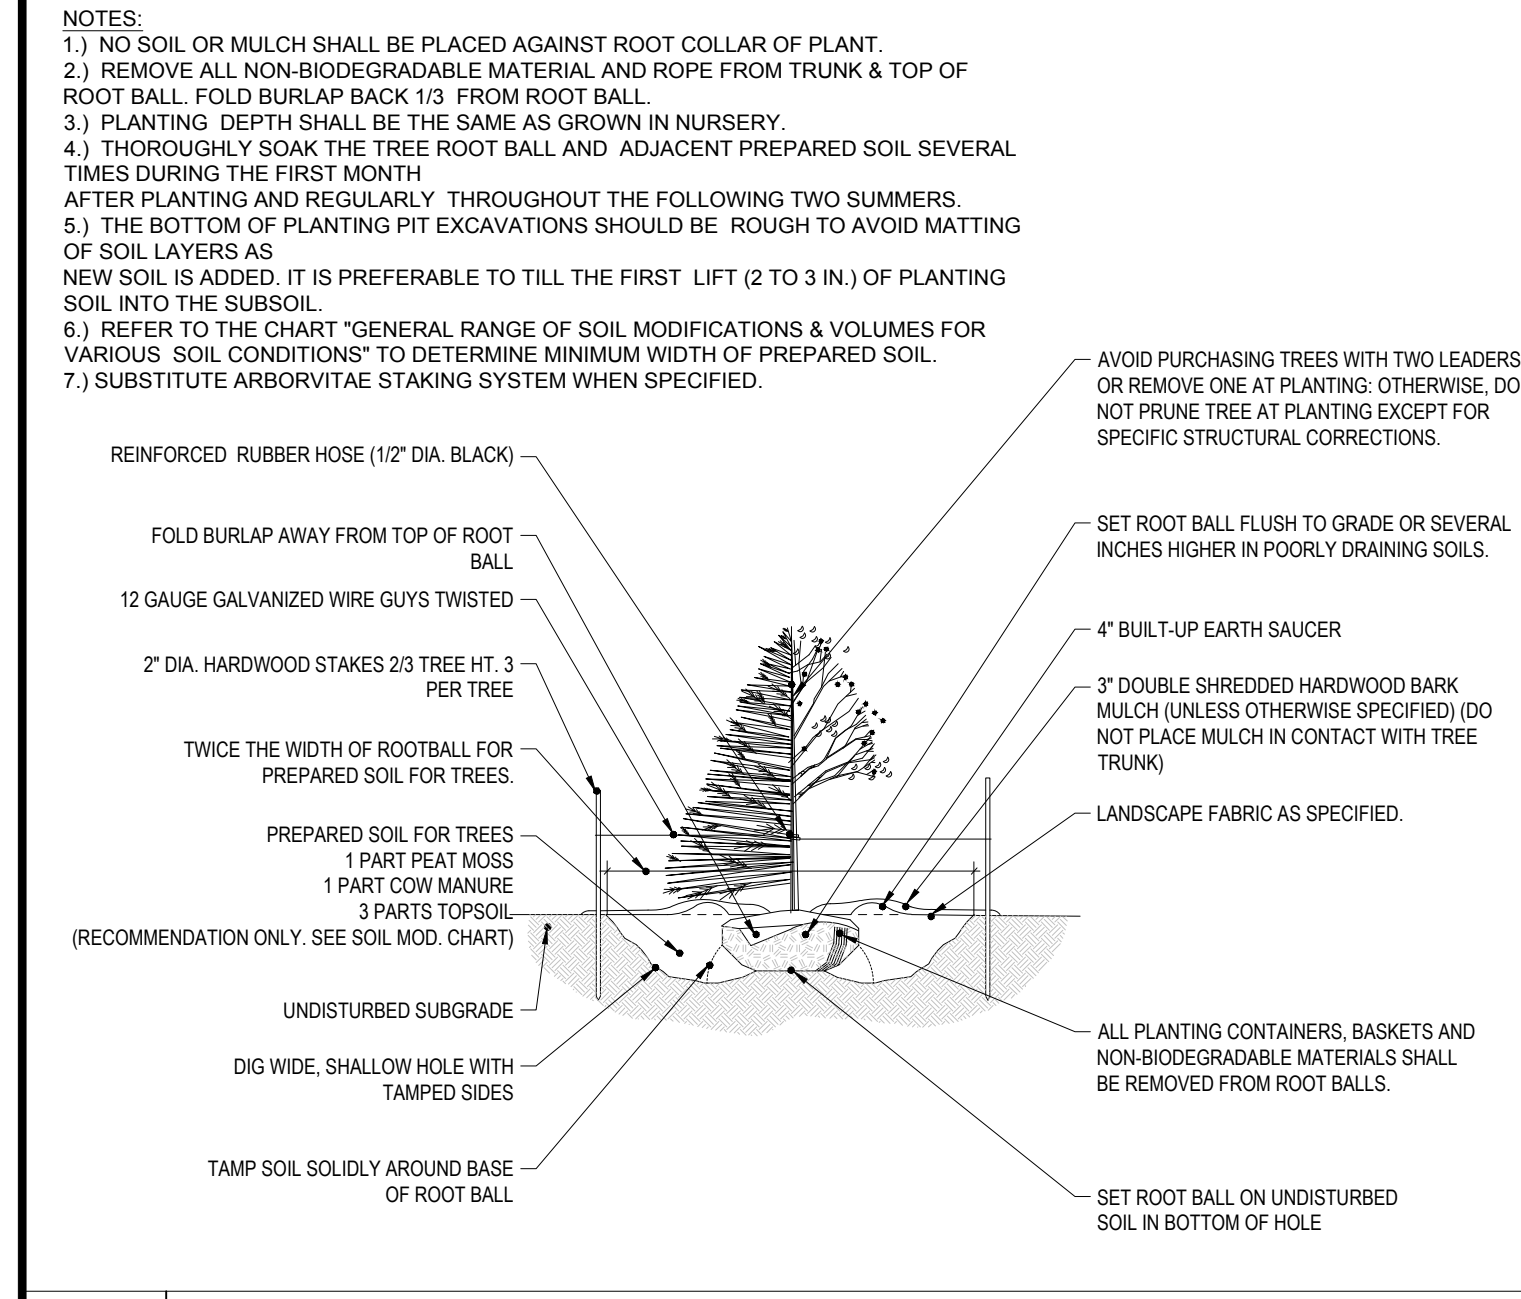 NOTES:
1.) NO SOIL OR MULCH SHALL BE PLACED AGAINST ROOT COLLAR OF PLANT.
2.) REMOVE ALL NON-BIODEGRADABLE MATERIAL AND ROPE FROM TRUNK & TOP OF
ROOT BALL. FOLD BURLAP BACK 1/3 FROM ROOT BALL.
3.) PLANTING DEPTH SHALL BE THE SAME AS GROWN IN NURSERY.
4.) THOROUGHLY SOAK THE TREE ROOT BALL AND ADJACENT PREPARED SOIL SEVERAL
TIMES DURING THE FIRST MONTH
AFTER PLANTING AND REGULARLY THROUGHOUT THE FOLLOWING TWO SUMMERS.
5.) THE BOTTOM OF PLANTING PIT EXCAVATIONS SHOULD BE ROUGH TO AVOID MATTING
OF SOIL LAYERS AS
NEW SOIL IS ADDED. IT IS PREFERABLE TO TILL THE FIRST LIFT (2 TO 3 IN.) OF PLANTING
SOIL INTO THE SUBSOIL.
6.) REFER TO THE CHART "GENERAL RANGE OF SOIL MODIFICATIONS & VOLUMES FOR
VARIOUS SOIL CONDITIONS" TO DETERMINE MINIMUM WIDTH OF PREPARED SOIL.
7.) SUBSTITUTE ARBORVITAE STAKING SYSTEM WHEN SPECIFIED.
REINFORCED RUBBER HOSE (1/2" DIA. BLACK)
FOLD BURLAP AWAY FROM TOP OF ROOT
BALL
12 GAUGE GALVANIZED WIRE GUYS TWISTED
2" DIA. HARDWOOD STAKES 2/3 TREE HT. 3
PER TREE
TWICE THE WIDTH OF ROOTBALL FOR
PREPARED SOIL FOR TREES.
PREPARED SOIL FOR TREES
1 PART PEAT MOSS
1 PART COW MANURE
3 PARTS TOPSOIL
(RECOMMENDATION ONLY. SEE SOIL MOD. CHART)
UNDISTURBED SUBGRADE
DIG WIDE, SHALLOW HOLE WITH
TAMPED SIDES
TAMP SOIL SOLIDLY AROUND BASE
OF ROOT BALL
AVOID PURCHASING TREES WITH TWO LEADERS
OR REMOVE ONE AT PLANTING: OTHERWISE, DO
NOT PRUNE TREE AT PLANTING EXCEPT FOR
SPECIFIC STRUCTURAL CORRECTIONS.
SET ROOT BALL FLUSH TO GRADE OR SEVERAL
INCHES HIGHER IN POORLY DRAINING SOILS.
4" BUILT-UP EARTH SAUCER
3" DOUBLE SHREDDED HARDWOOD BARK
MULCH (UNLESS OTHERWISE SPECIFIED) (DO
NOT PLACE MULCH IN CONTACT WITH TREE
TRUNK)
LANDSCAPE FABRIC AS SPECIFIED.
ALL PLANTING CONTAINERS, BASKETS AND
NON-BIODEGRADABLE MATERIALS SHALL
BE REMOVED FROM ROOT BALLS.
SET ROOT BALL ON UNDISTURBED
SOIL IN BOTTOM OF HOLE